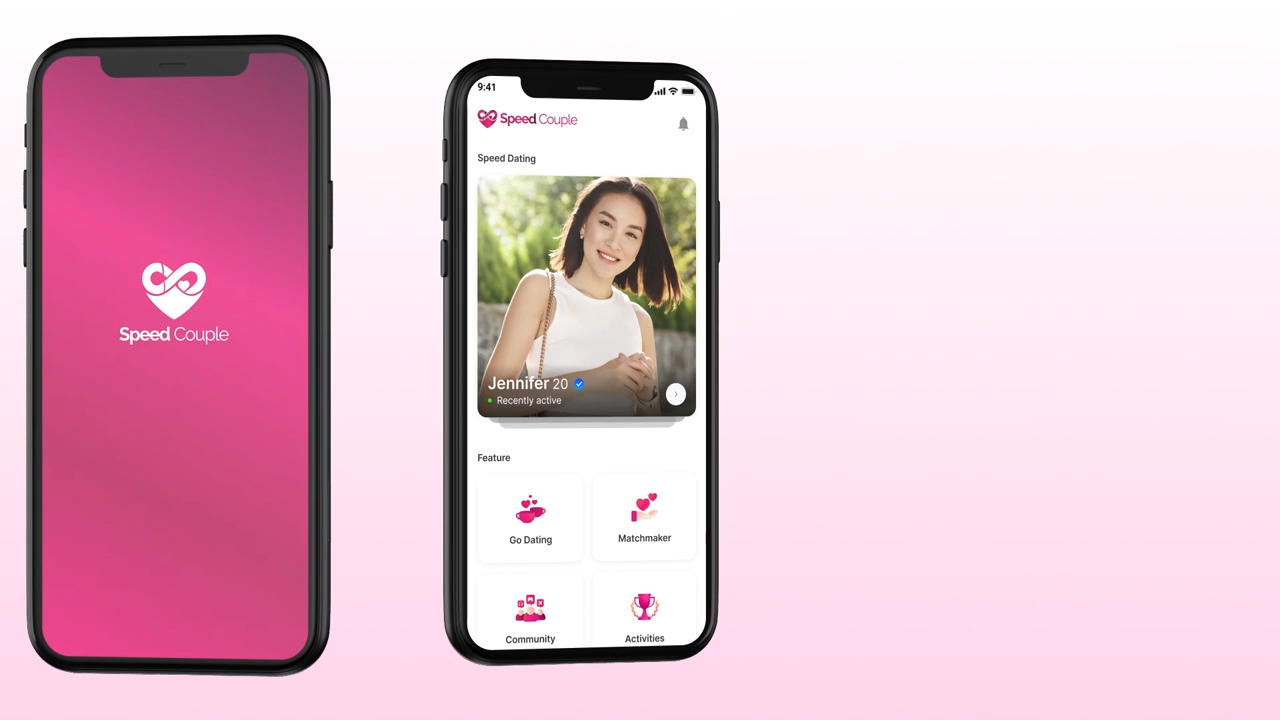 Speed Couple
9:41
Speed Couple
Speed Dating
Jennifer 20
Recently active
Feature
Go Dating
Matchmaker
Community
Activities